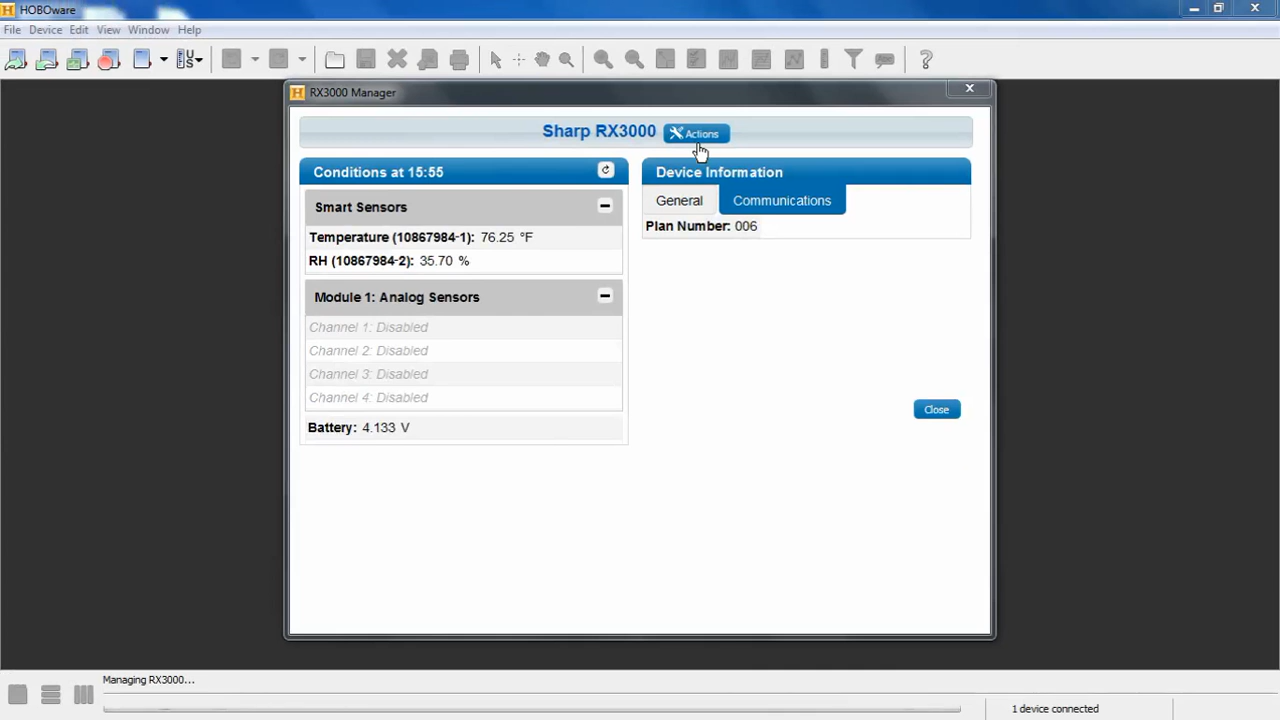 HOBOware
File Device Edit View Window Help
RX3000 Manager
Sharp RX3000 Actions
Conditions at 15:55
Smart Sensors
Temperature (10867984-1): 76.25 °F
RH (10867984-2): 35.70 %
Module 1: Analog Sensors
Channel 1: Disabled
Channel 2: Disabled
Channel 3: Disabled
Channel 4: Disabled
Battery: 4.133 V
Device Information
General Communications
Plan Number: 006
Close
Managing RX3000...
1 device connected